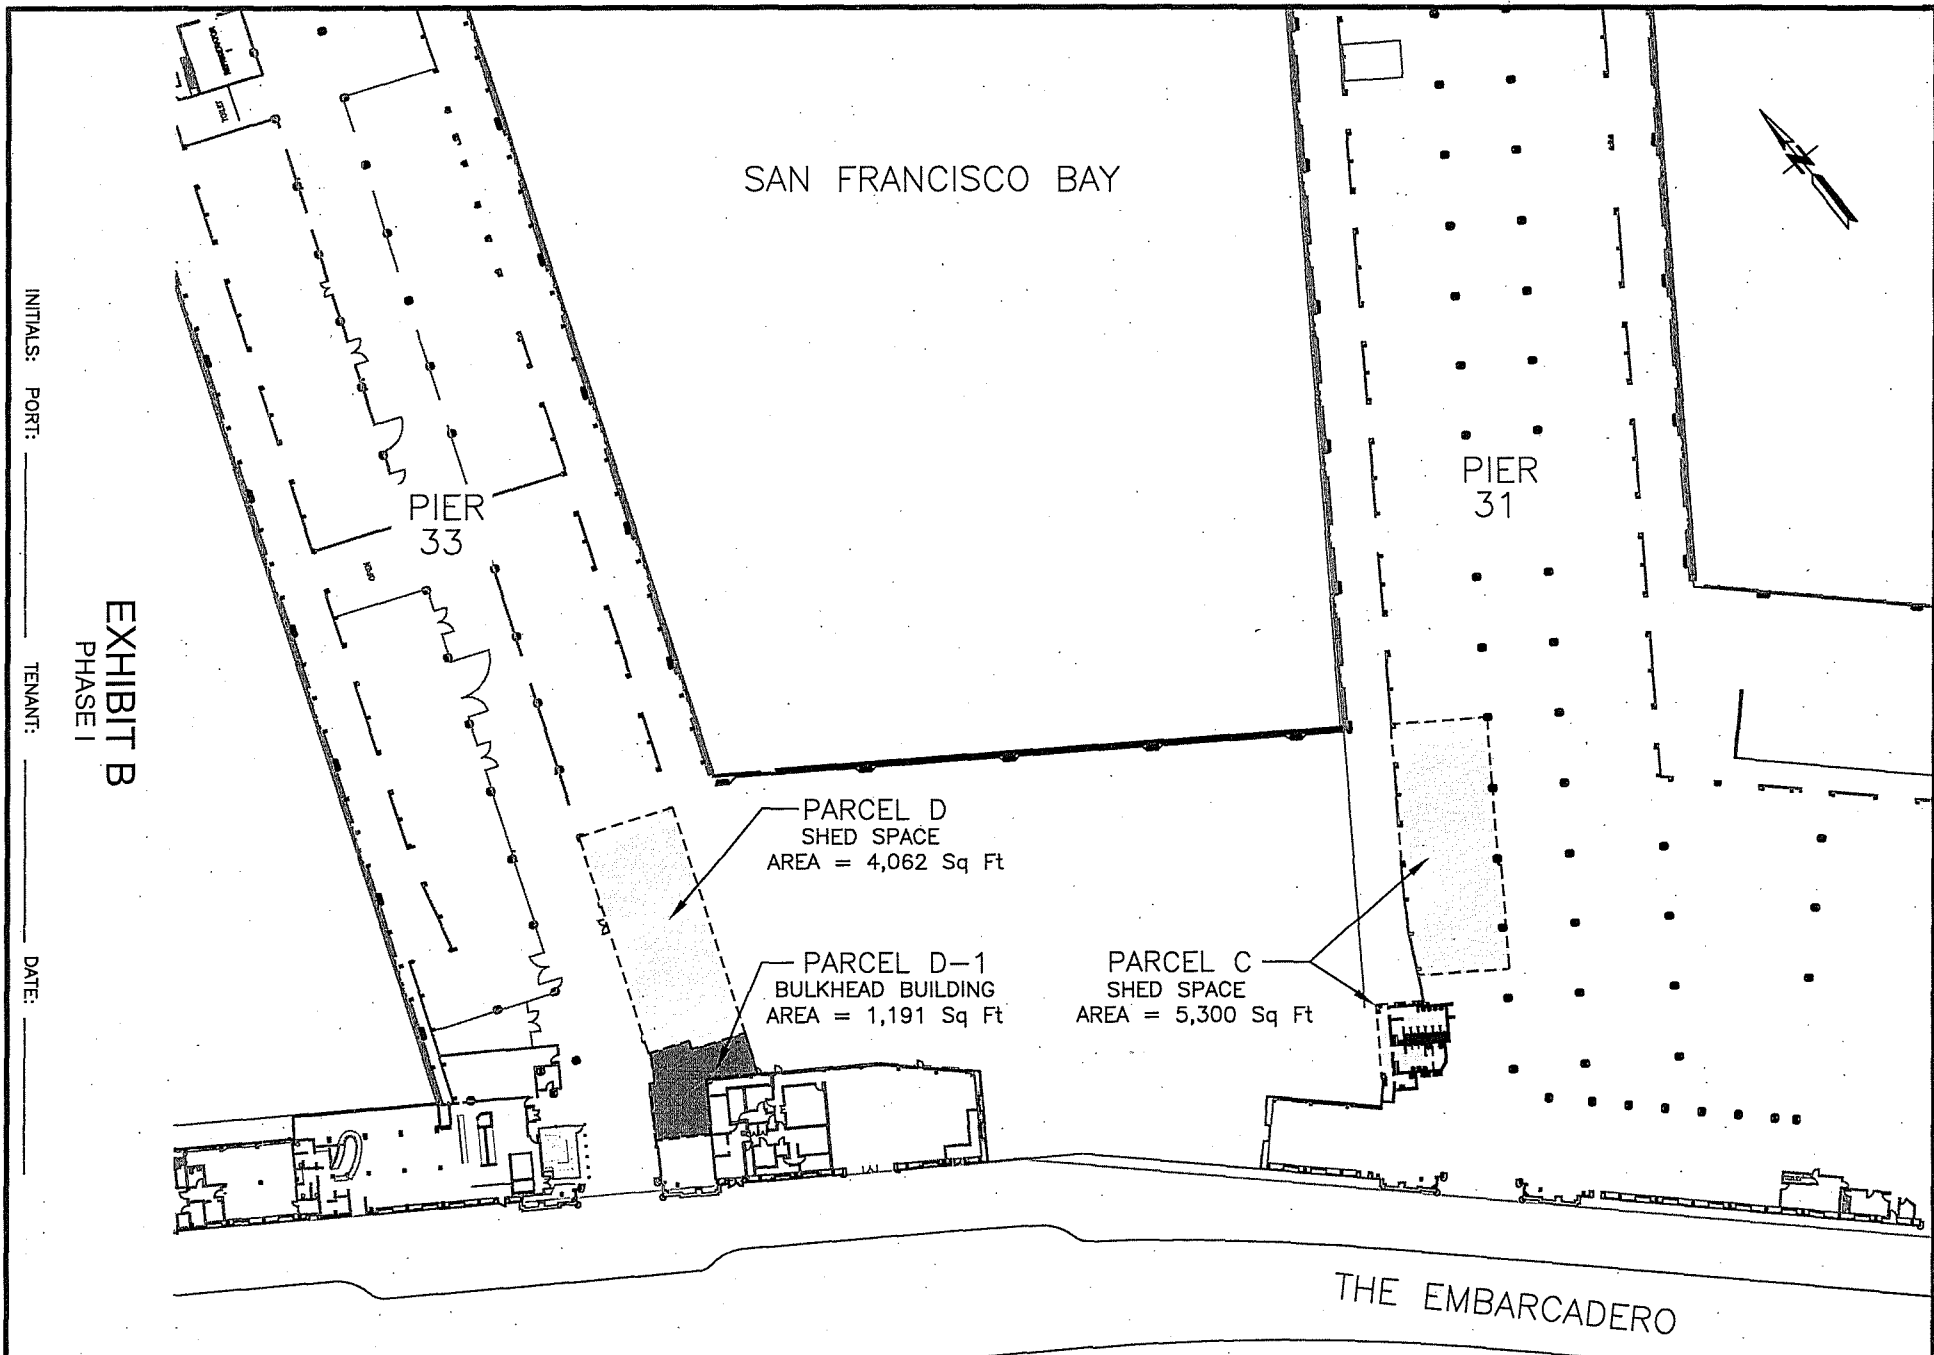 SAN FRANCISCO BAY
PIER
33
PIER
31
TOILET
OPEN
PARCEL D
SHED SPACE
AREA = 4,062 Sq Ft
PARCEL D-1
BULKHEAD BUILDING
AREA = 1,191 Sq Ft
PARCEL C
SHED SPACE
AREA = 5,300 Sq Ft
THE EMBARCADERO
EXHIBIT B
PHASE I
INITIALS: PORT: TENANT: DATE: